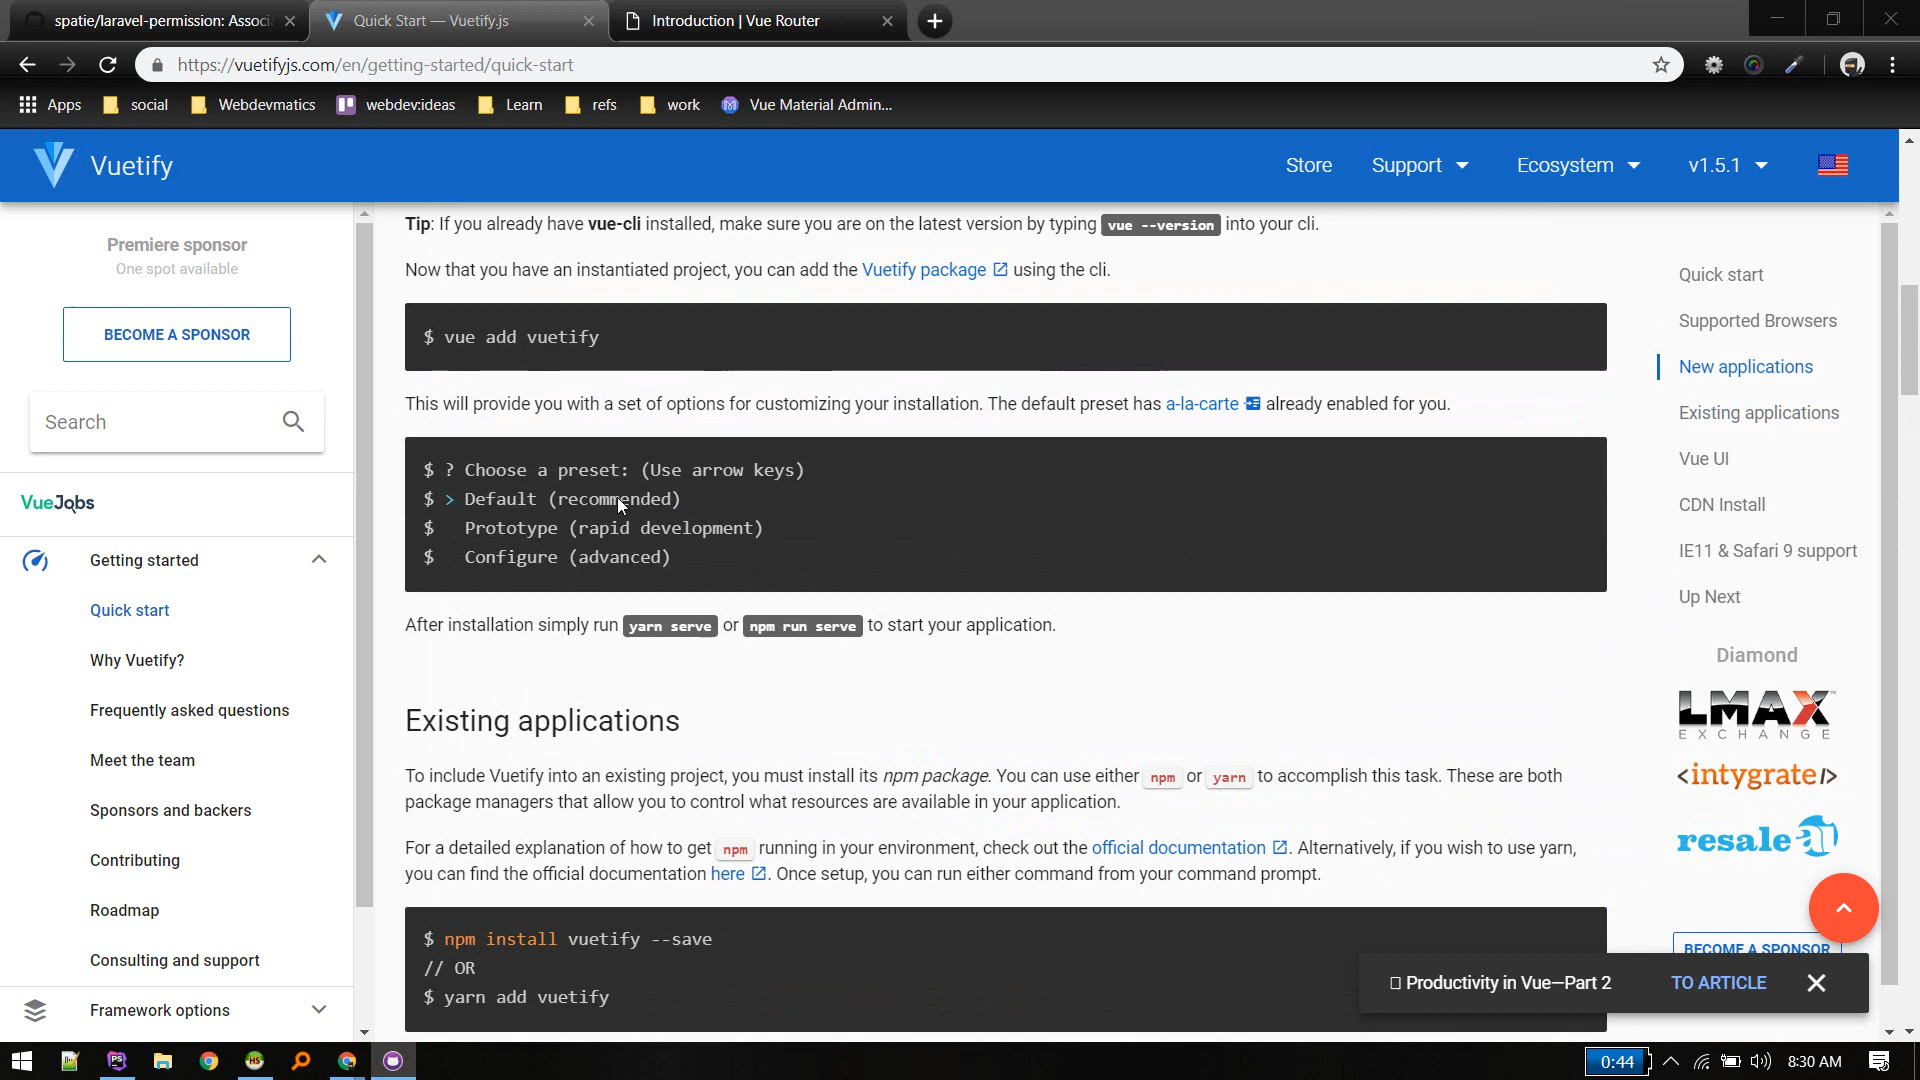 spatie/laravel-permission: Associ
Quick Start — Vuetify.js
Introduction | Vue Router
https://vuetifyjs.com/en/getting-started/quick-start
Apps
social
Webdevmatics
webdev:ideas
Learn
refs
work
Vue Material Admin...
Vuetify
Store
Support
Ecosystem
v1.5.1
Premiere sponsor
One spot available
BECOME A SPONSOR
Search
VueJobs
Getting started
Quick start
Why Vuetify?
Frequently asked questions
Meet the team
Sponsors and backers
Contributing
Roadmap
Consulting and support
Framework options
Tip: If you already have vue-cli installed, make sure you are on the latest version by typing vue --version into your cli.
Now that you have an instantiated project, you can add the Vuetify package using the cli.
$ vue add vuetify
This will provide you with a set of options for customizing your installation. The default preset has a-la-carte already enabled for you.
$ ? Choose a preset: (Use arrow keys)
$ > Default (recommended)
$ Prototype (rapid development)
$ Configure (advanced)
After installation simply run yarn serve or npm run serve to start your application.
Existing applications
To include Vuetify into an existing project, you must install its npm package. You can use either npm or yarn to accomplish this task. These are both
package managers that allow you to control what resources are available in your application.
For a detailed explanation of how to get npm running in your environment, check out the official documentation. Alternatively, if you wish to use yarn,
you can find the official documentation here. Once setup, you can run either command from your command prompt.
$ npm install vuetify --save
// OR
$ yarn add vuetify
Quick start
Supported Browsers
New applications
Existing applications
Vue UI
CDN Install
IE11 & Safari 9 support
Up Next
Diamond
LMAX
EXCHANGE
<intygrate/>
resale ai
BECOME A SPONSOR
Productivity in Vue—Part 2
TO ARTICLE
0:44
8:30 AM